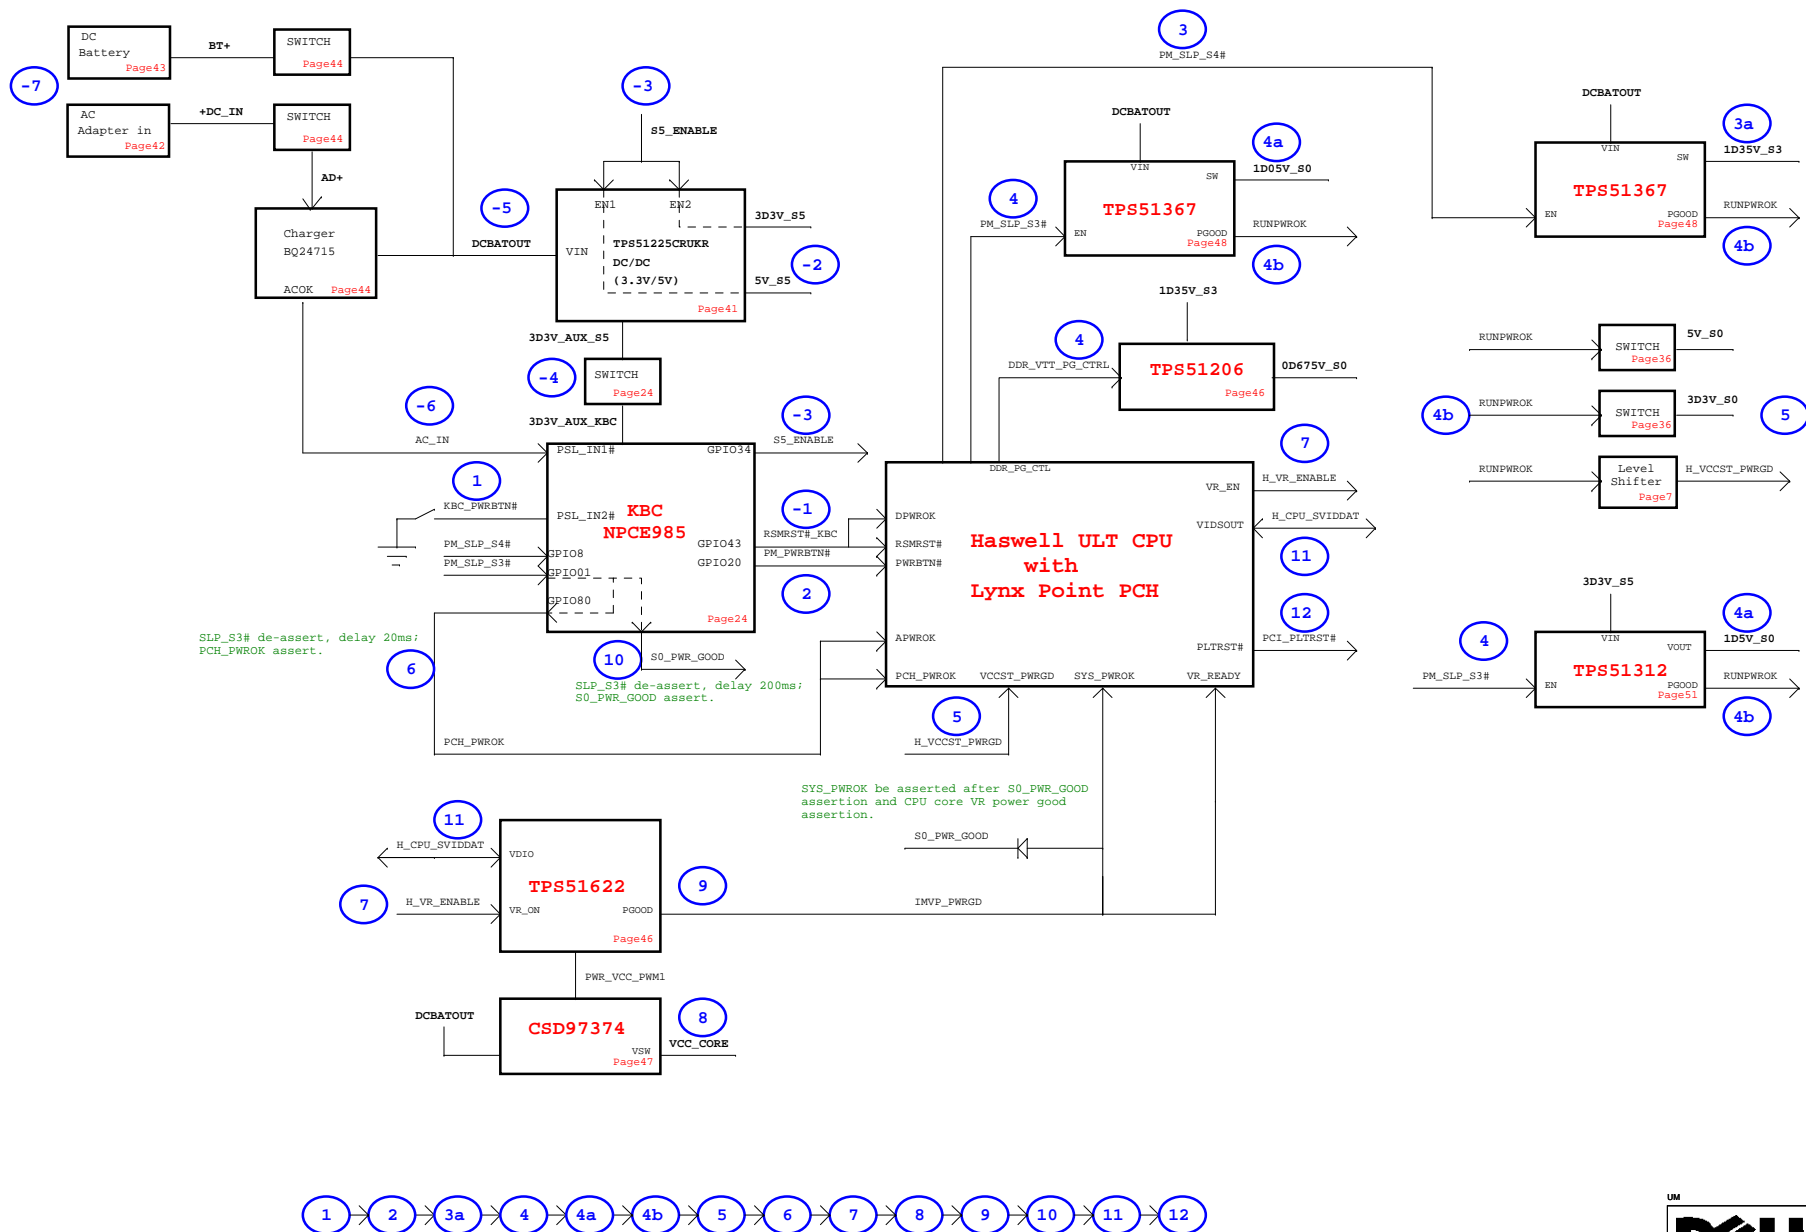 DC
Battery
Page43
BT+
SWITCH
Page44
-7
AC
Adapter in
Page42
+DC_IN
SWITCH
Page44
AD+
Charger
BQ24715
ACOK
Page44
-3
S5_ENABLE
-5
DCBATOUT
EN1
EN2
VIN
TPS51225CRUKR
DC/DC
(3.3V/5V)
Page41
3D3V_S5
-2
5V_S5
3D3V_AUX_S5
-4
SWITCH
Page24
3D3V_AUX_KBC
-6
AC_IN
-3
S5_ENABLE
1
KBC_PWRBTN#
PM_SLP_S4#
PM_SLP_S3#
PSL_IN1#
GPIO34
PSL_IN2#
KBC
NPCE985
GPIO43
GPIO8
GPIO20
GPIO01
GPIO80
Page24
-1
RSMRST#_KBC
PM_PWRBTN#
2
SLP_S3# de-assert, delay 20ms;
PCH_PWROK assert.
6
10
S0_PWR_GOOD
SLP_S3# de-assert, delay 200ms;
S0_PWR_GOOD assert.
PCH_PWROK
3
PM_SLP_S4#
DCBATOUT
4
PM_SLP_S3#
VIN
SW
TPS51367
EN
PGOOD
Page48
4a
1D05V_S0
RUNPWROK
4b
1D35V_S3
4
DDR_VTT_PG_CTRL
TPS51206
Page46
0D675V_S0
DCBATOUT
VIN
SW
TPS51367
EN
PGOOD
Page48
3a
1D35V_S3
RUNPWROK
4b
RUNPWROK
SWITCH
Page36
5V_S0
4b
RUNPWROK
SWITCH
Page36
3D3V_S0
5
RUNPWROK
Level
Shifter
Page7
H_VCCST_PWRGD
DDR_PG_CTL
VR_EN
DPWROK
VIDSOUT
RSMRST#
PWRBTN#
Haswell ULT CPU
with
Lynx Point PCH
APWROK
PLTRST#
PCH_PWROK
VCCST_PWRGD
SYS_PWROK
VR_READY
7
H_VR_ENABLE
H_CPU_SVIDDAT
11
12
PCI_PLTRST#
5
H_VCCST_PWRGD
3D3V_S5
4
PM_SLP_S3#
VIN
VOUT
TPS51312
EN
PGOOD
Page51
4a
1D5V_S0
RUNPWROK
4b
SYS_PWROK be asserted after S0_PWR_GOOD
assertion and CPU core VR power good
assertion.
S0_PWR_GOOD
11
H_CPU_SVIDDAT
7
H_VR_ENABLE
VDIO
TPS51622
VR_ON
PGOOD
Page46
9
IMVP_PWRGD
PWR_VCC_PWM1
DCBATOUT
CSD97374
VSW
Page47
8
VCC_CORE
1 2 3a 4 4a 4b 5 6 7 8 9 10 11 12
UM